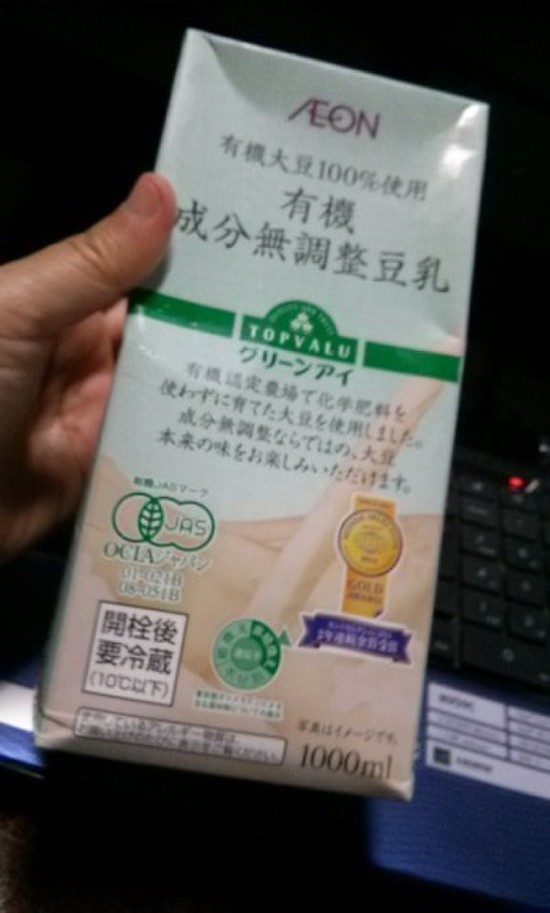 ÆON
有機大豆100%使用
有機
成分無調整豆乳
TOPVALU
グリーンアイ
有機認定農場で化学肥料を
使わずに育てた大豆を使用しました。
成分無調整ならではの、大豆
本来の味をお楽しみいただけます。
有機JASマーク
JAS
OCIAジャパン
01-021B
08-051B
GOLD
開栓後
要冷蔵
(10℃以下)
写真はイメージです。
1000ml